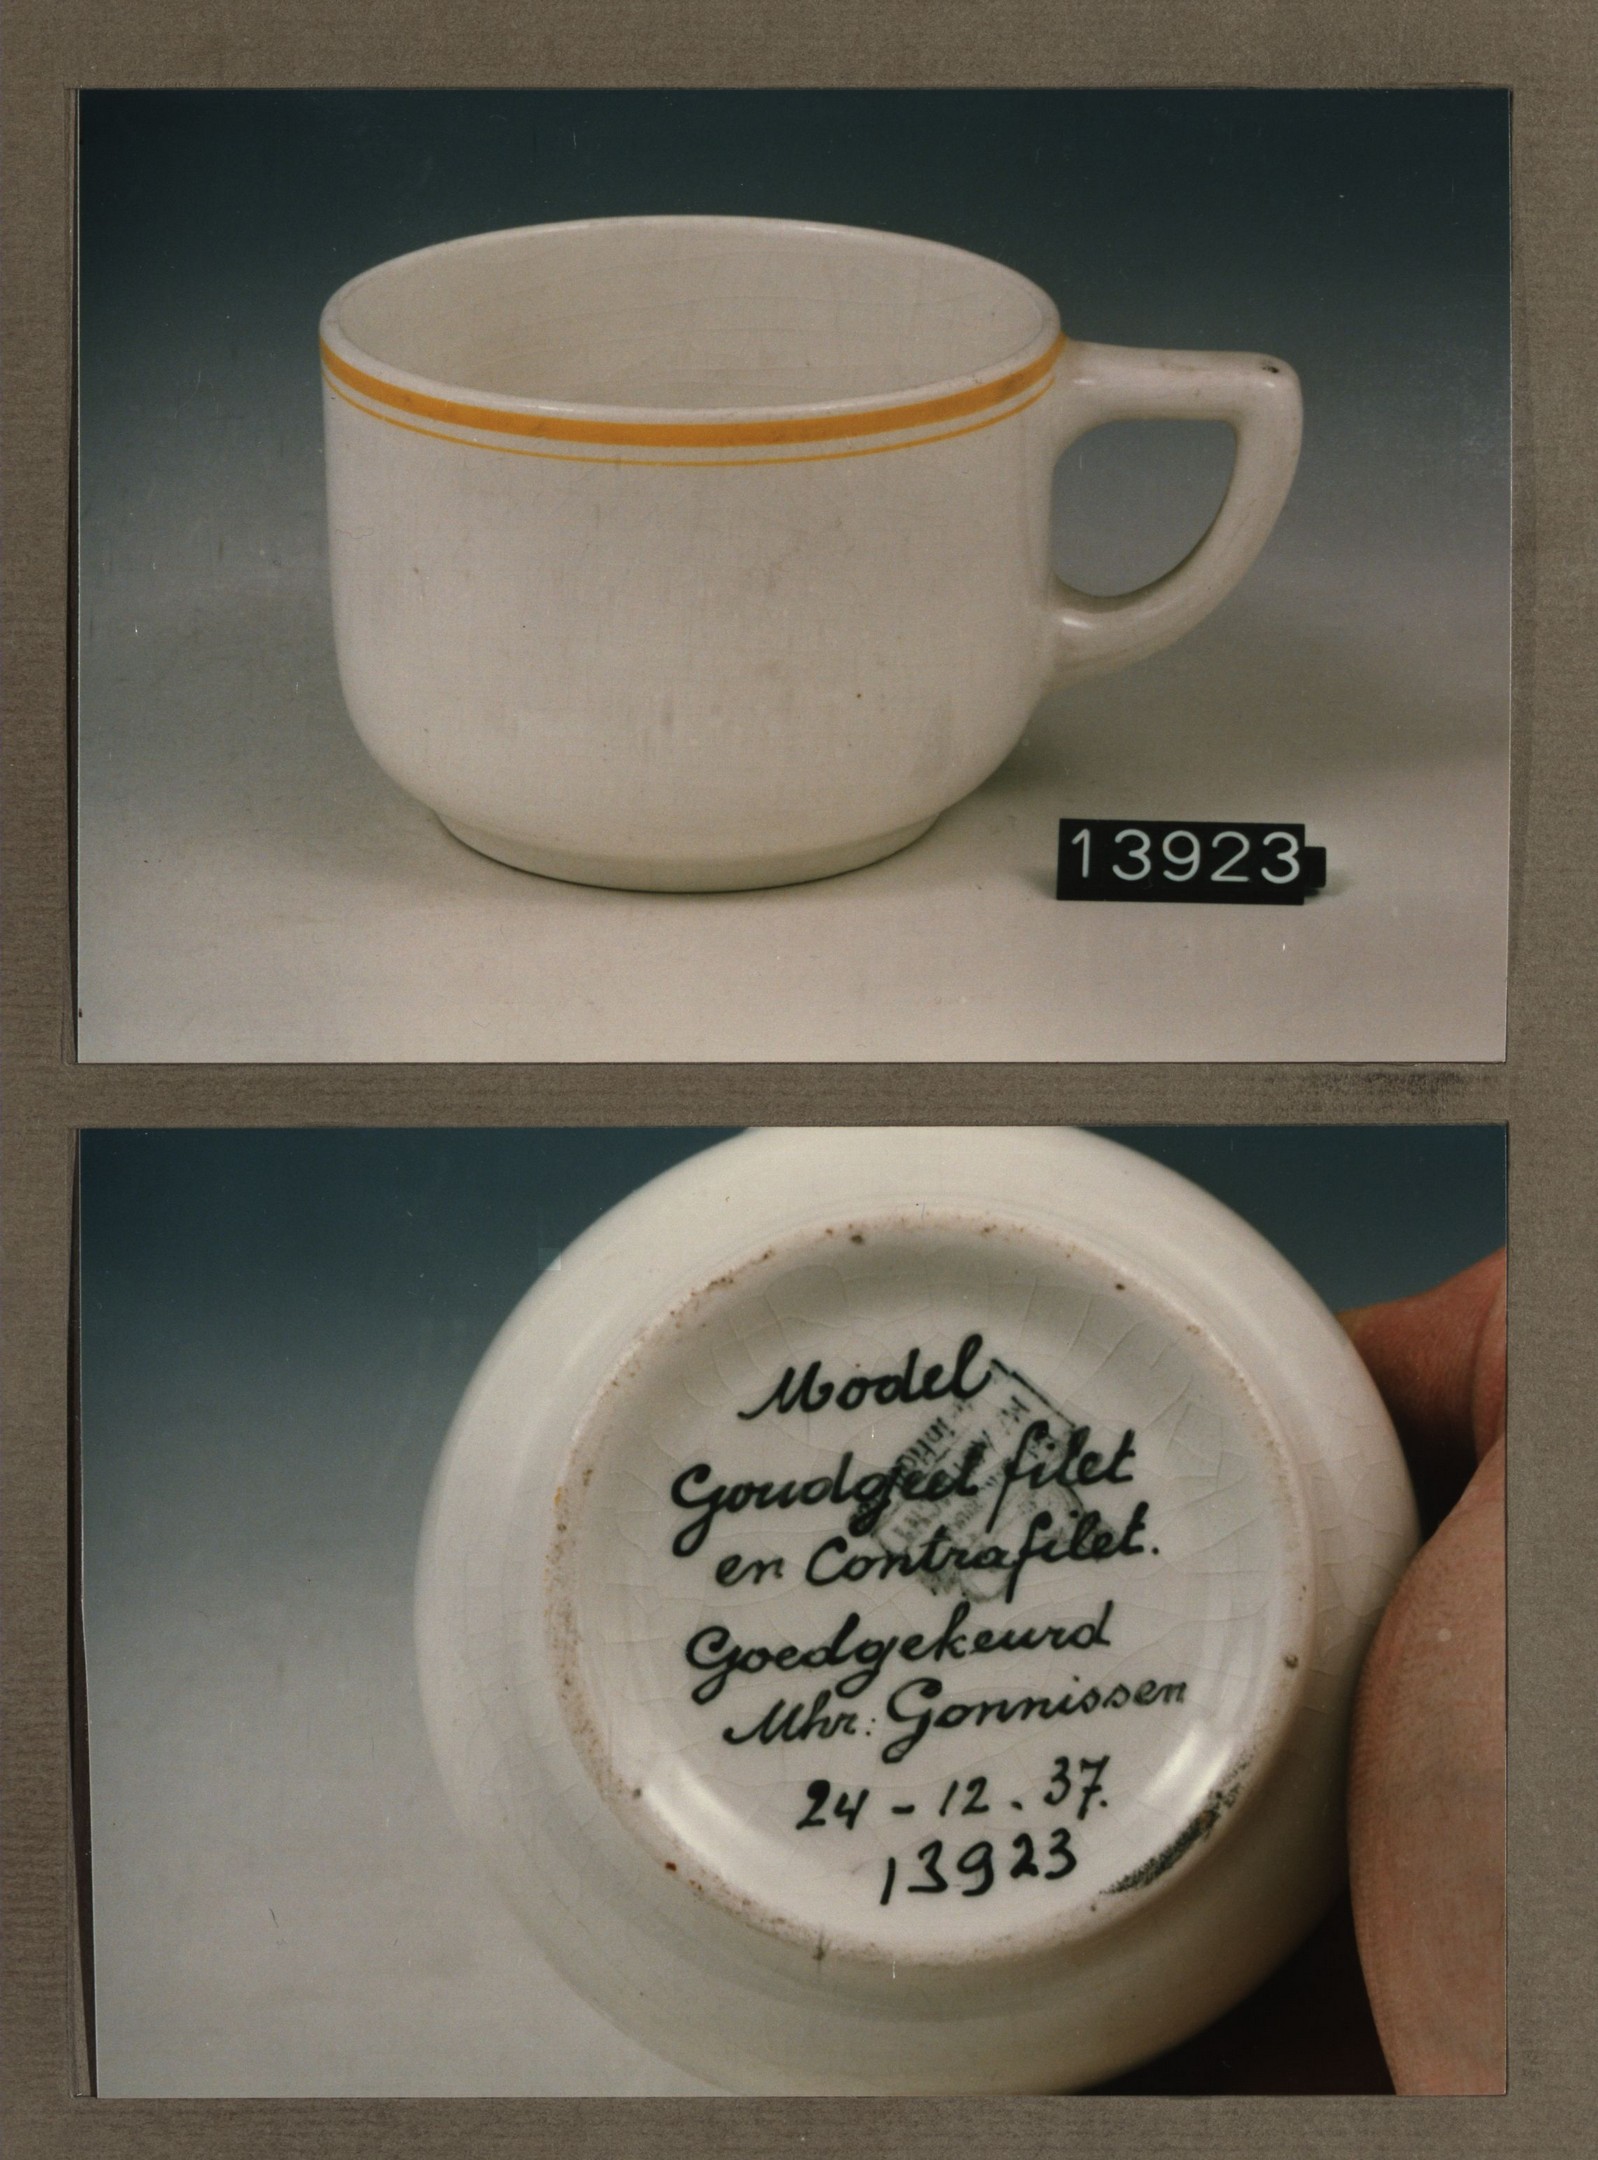 13923
Model
Goudgeel filet
en Contrafilet.
Goedgekeurd
Mhr: Gonnissen
24 - 12 . 37.
13923